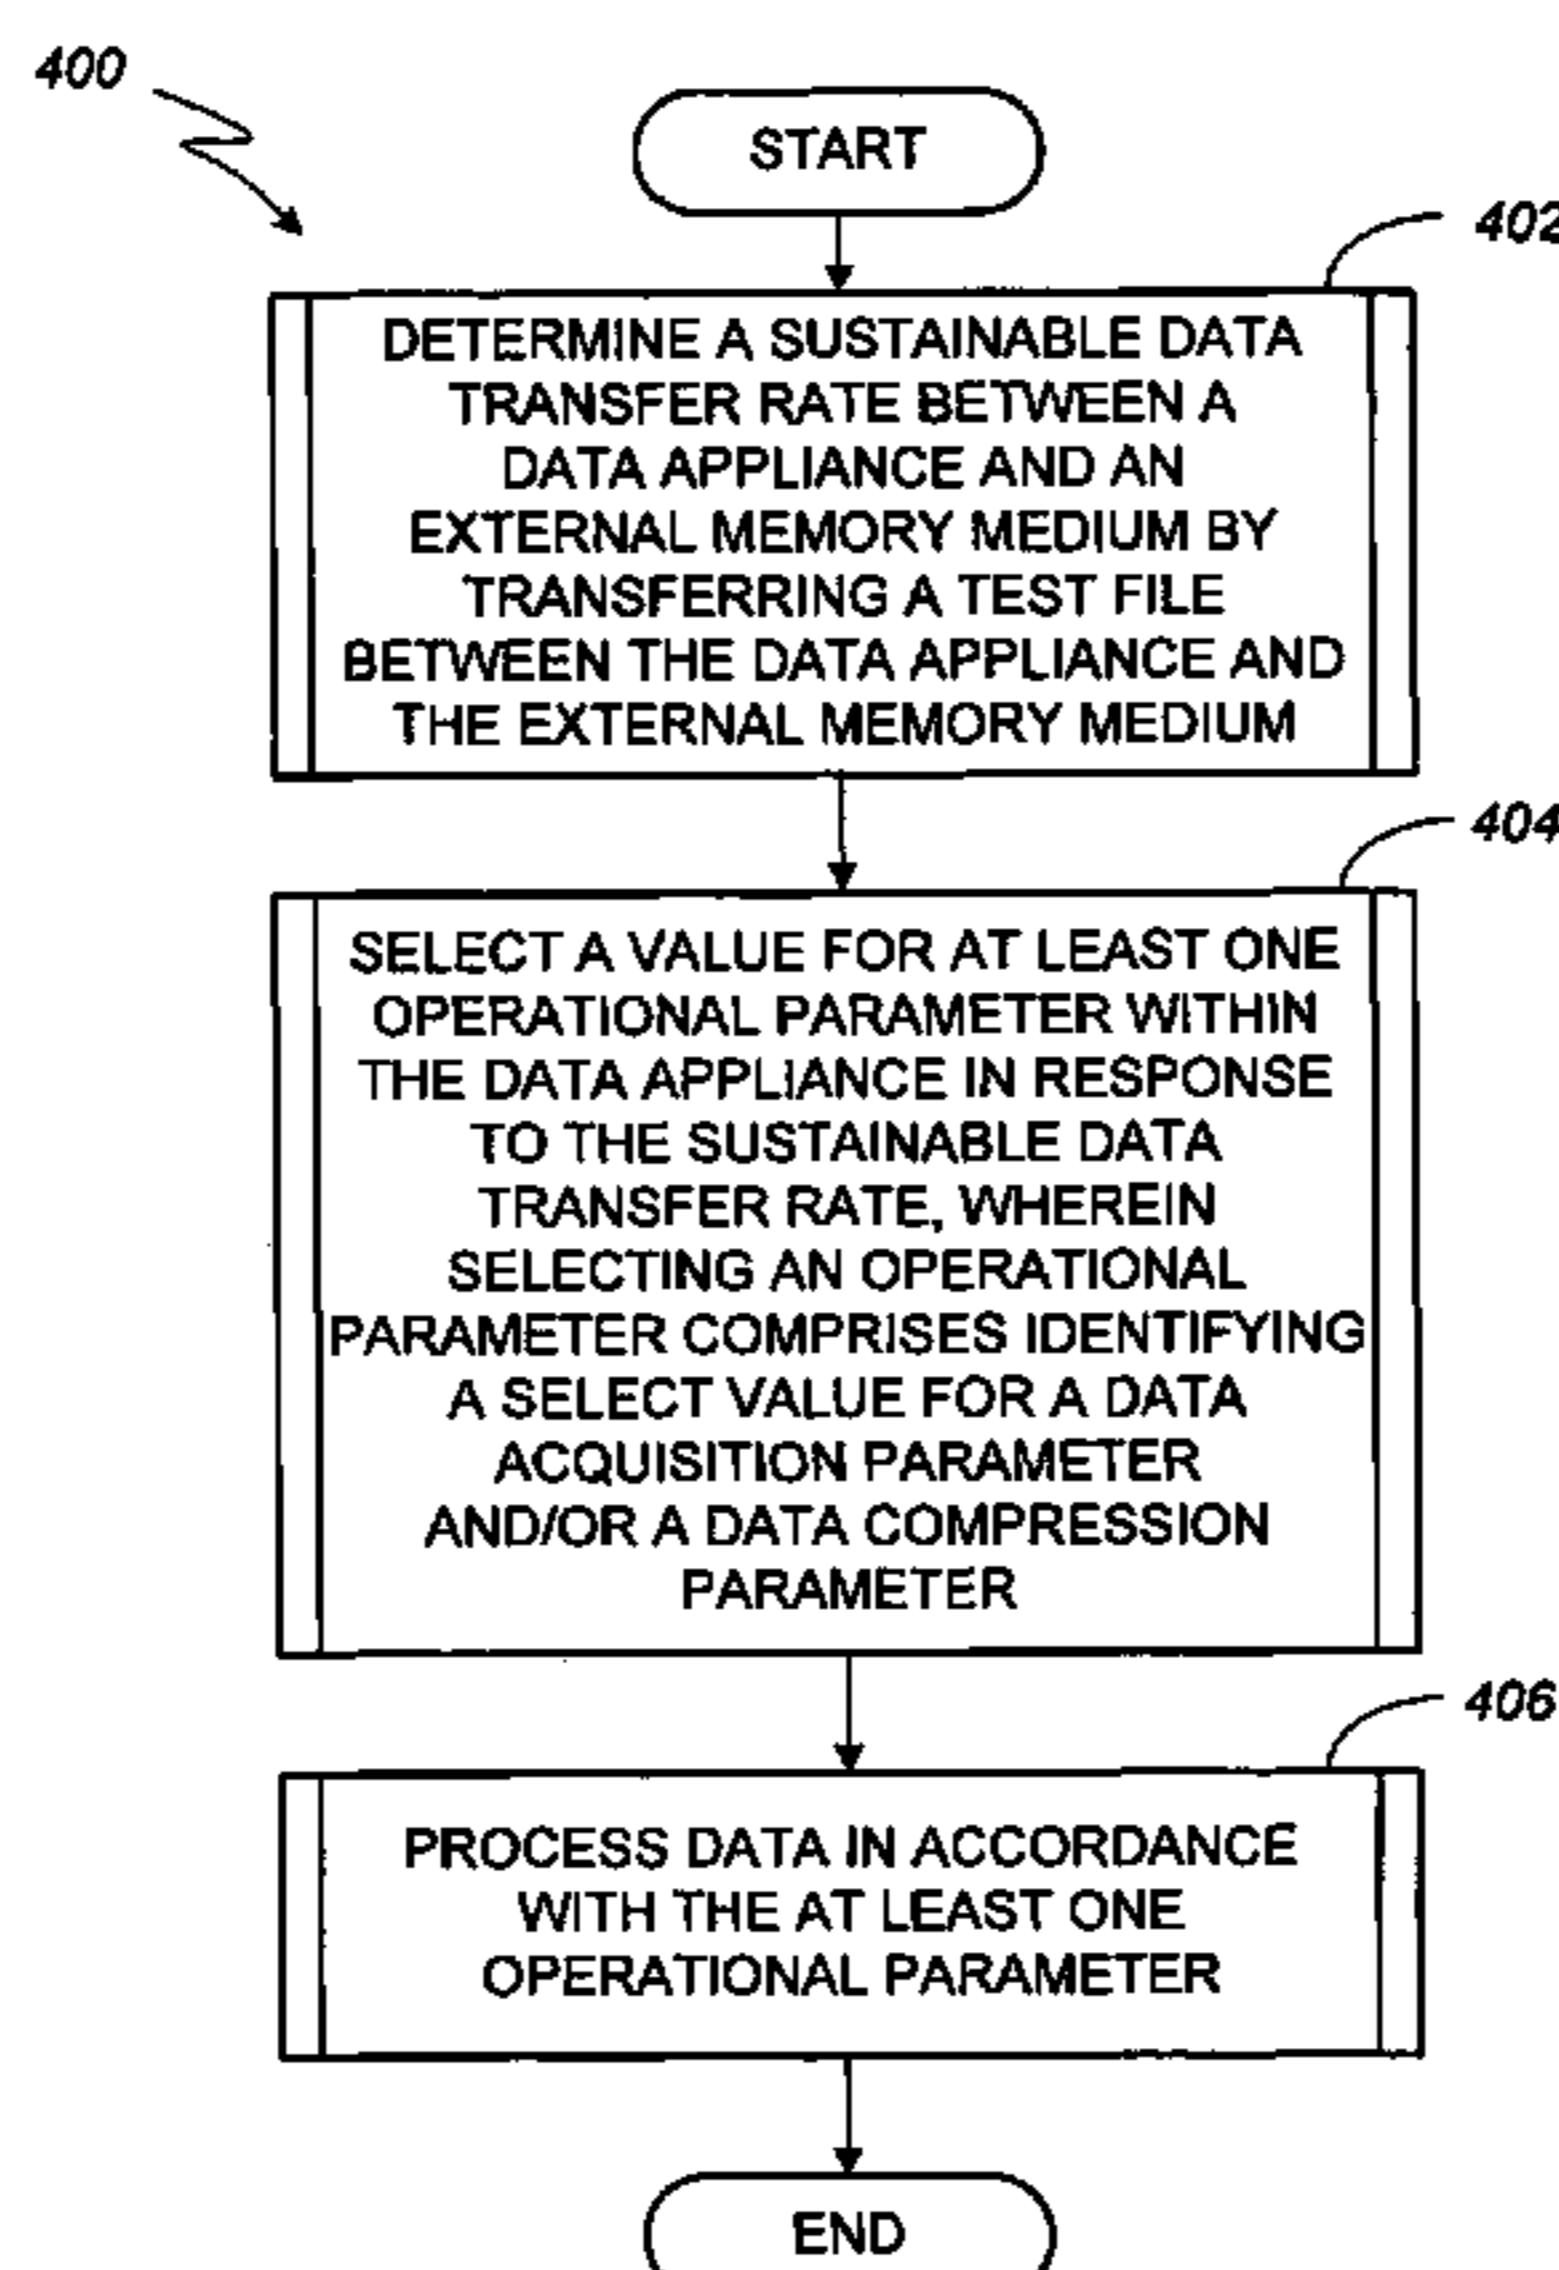 400
START
402
DETERMINE A SUSTAINABLE DATA
TRANSFER RATE BETWEEN A
DATA APPLIANCE AND AN
EXTERNAL MEMORY MEDIUM BY
TRANSFERRING A TEST FILE
BETWEEN THE DATA APPLIANCE AND
THE EXTERNAL MEMORY MEDIUM
404
SELECT A VALUE FOR AT LEAST ONE
OPERATIONAL PARAMETER WITHIN
THE DATA APPLIANCE IN RESPONSE
TO THE SUSTAINABLE DATA
TRANSFER RATE, WHEREIN
SELECTING AN OPERATIONAL
PARAMETER COMPRISES IDENTIFYING
A SELECT VALUE FOR A DATA
ACQUISITION PARAMETER
AND/OR A DATA COMPRESSION
PARAMETER
406
PROCESS DATA IN ACCORDANCE
WITH THE AT LEAST ONE
OPERATIONAL PARAMETER
END